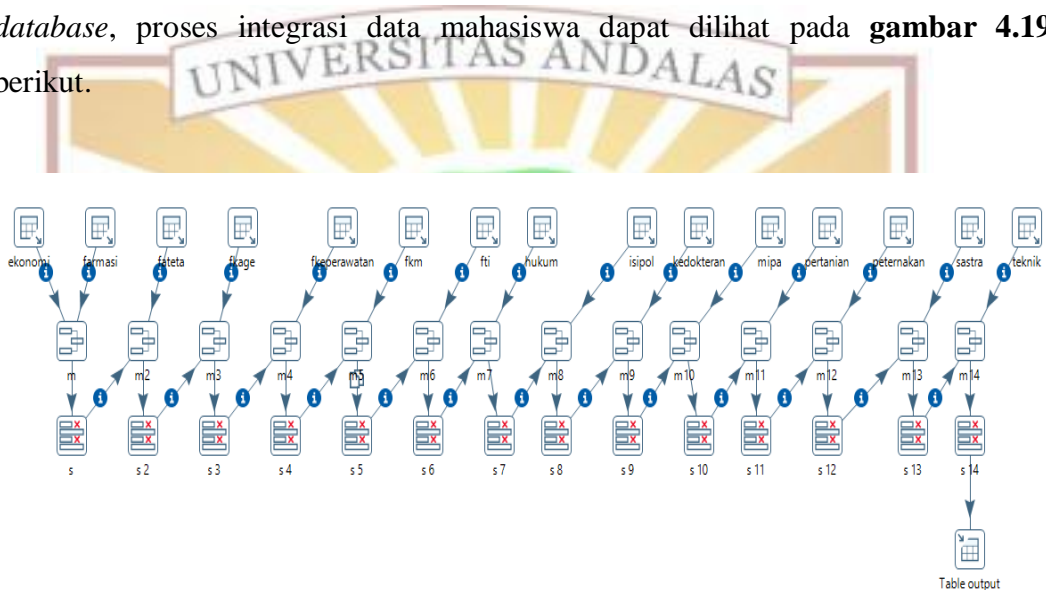 database, proses integrasi data mahasiswa dapat dilihat pada gambar 4.19
berikut.
UNIVERSITAS ANDALAS
ekonomi farmasi fateta fkage fkeperawatan fkm fti hukum isipol kedokteran mipa pertanian peternakan sastra teknik
m m2 m3 m4 m5 m6 m7 m8 m9 m10 m11 m12 m13 m14
s s 2 s 3 s 4 s 5 s 6 s 7 s 8 s 9 s 10 s 11 s 12 s 13 s 14
Table output